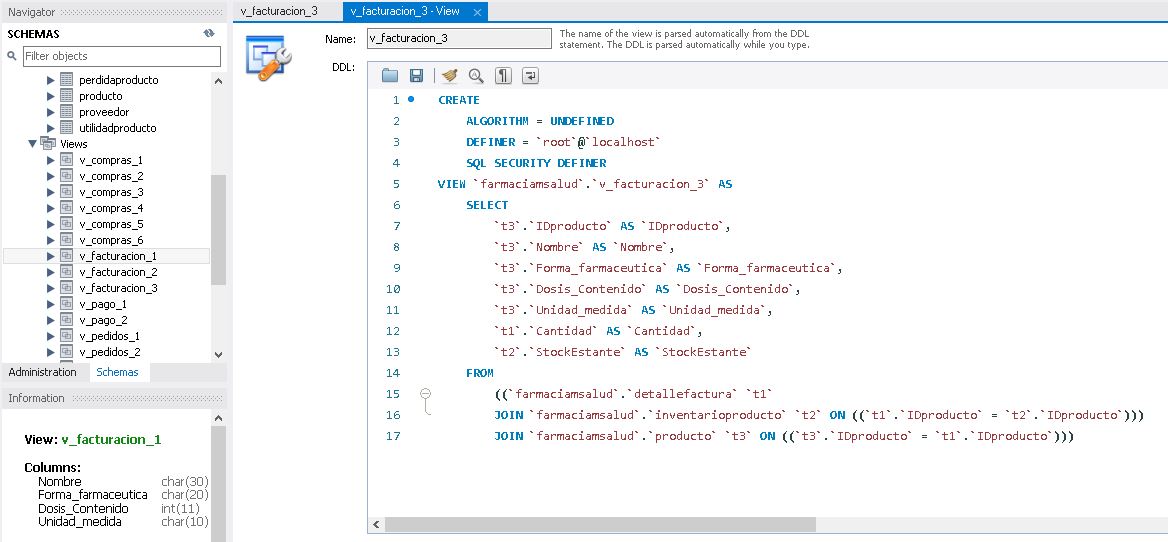 Navigator
SCHEMAS
Filter objects
perdidaproducto
producto
proveedor
utilidadproducto
Views
v_compras_1
v_compras_2
v_compras_3
v_compras_4
v_compras_5
v_compras_6
v_facturacion_1
v_facturacion_2
v_facturacion_3
v_pago_1
v_pago_2
v_pedidos_1
v_pedidos_2
Administration Schemas
Information
View: v_facturacion_1
Columns:
Nombre char(30)
Forma_farmaceutica char(20)
Dosis_Contenido int(11)
Unidad_medida char(10)
v_facturacion_3 v_facturacion_3 - View
Name: v_facturacion_3
The name of the view is parsed automatically from the DDL
statement. The DDL is parsed automatically while you type.
DDL:
1 CREATE
2 ALGORITHM = UNDEFINED
3 DEFINER = `root`@`localhost`
4 SQL SECURITY DEFINER
5 VIEW `farmaciamsalud`.`v_facturacion_3` AS
6 SELECT
7 `t3`.`IDproducto` AS `IDproducto`,
8 `t3`.`Nombre` AS `Nombre`,
9 `t3`.`Forma_farmaceutica` AS `Forma_farmaceutica`,
10 `t3`.`Dosis_Contenido` AS `Dosis_Contenido`,
11 `t3`.`Unidad_medida` AS `Unidad_medida`,
12 `t1`.`Cantidad` AS `Cantidad`,
13 `t2`.`StockEstante` AS `StockEstante`
14 FROM
15 ((`farmaciamsalud`.`detallefactura` `t1`
16 JOIN `farmaciamsalud`.`inventarioproducto` `t2` ON ((`t1`.`IDproducto` = `t2`.`IDproducto`)))
17 JOIN `farmaciamsalud`.`producto` `t3` ON ((`t3`.`IDproducto` = `t1`.`IDproducto`)))